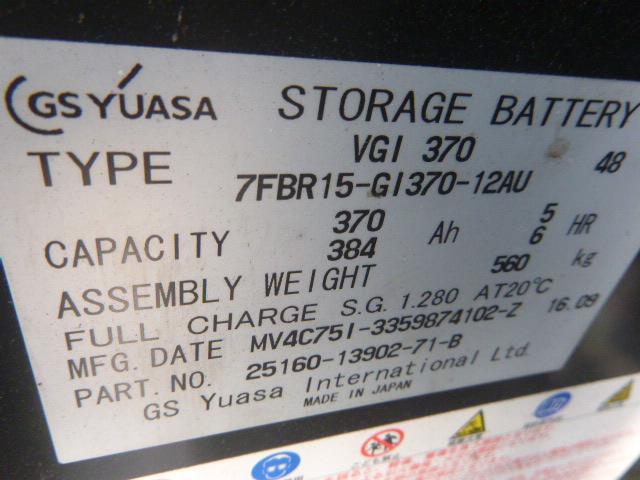 GS YUASA STORAGE BATTERY
TYPE VGI 370 48
7FBR15-GI370-12AU
CAPACITY 370 Ah 5 HR
384 6
ASSEMBLY WEIGHT 560 kg
FULL CHARGE S.G. 1.280 AT20℃
MFG. DATE MV4C75I-3359874102-Z 16.09
PART. NO. 25160-13902-71-B
GS Yuasa International Ltd.
MADE IN JAPAN